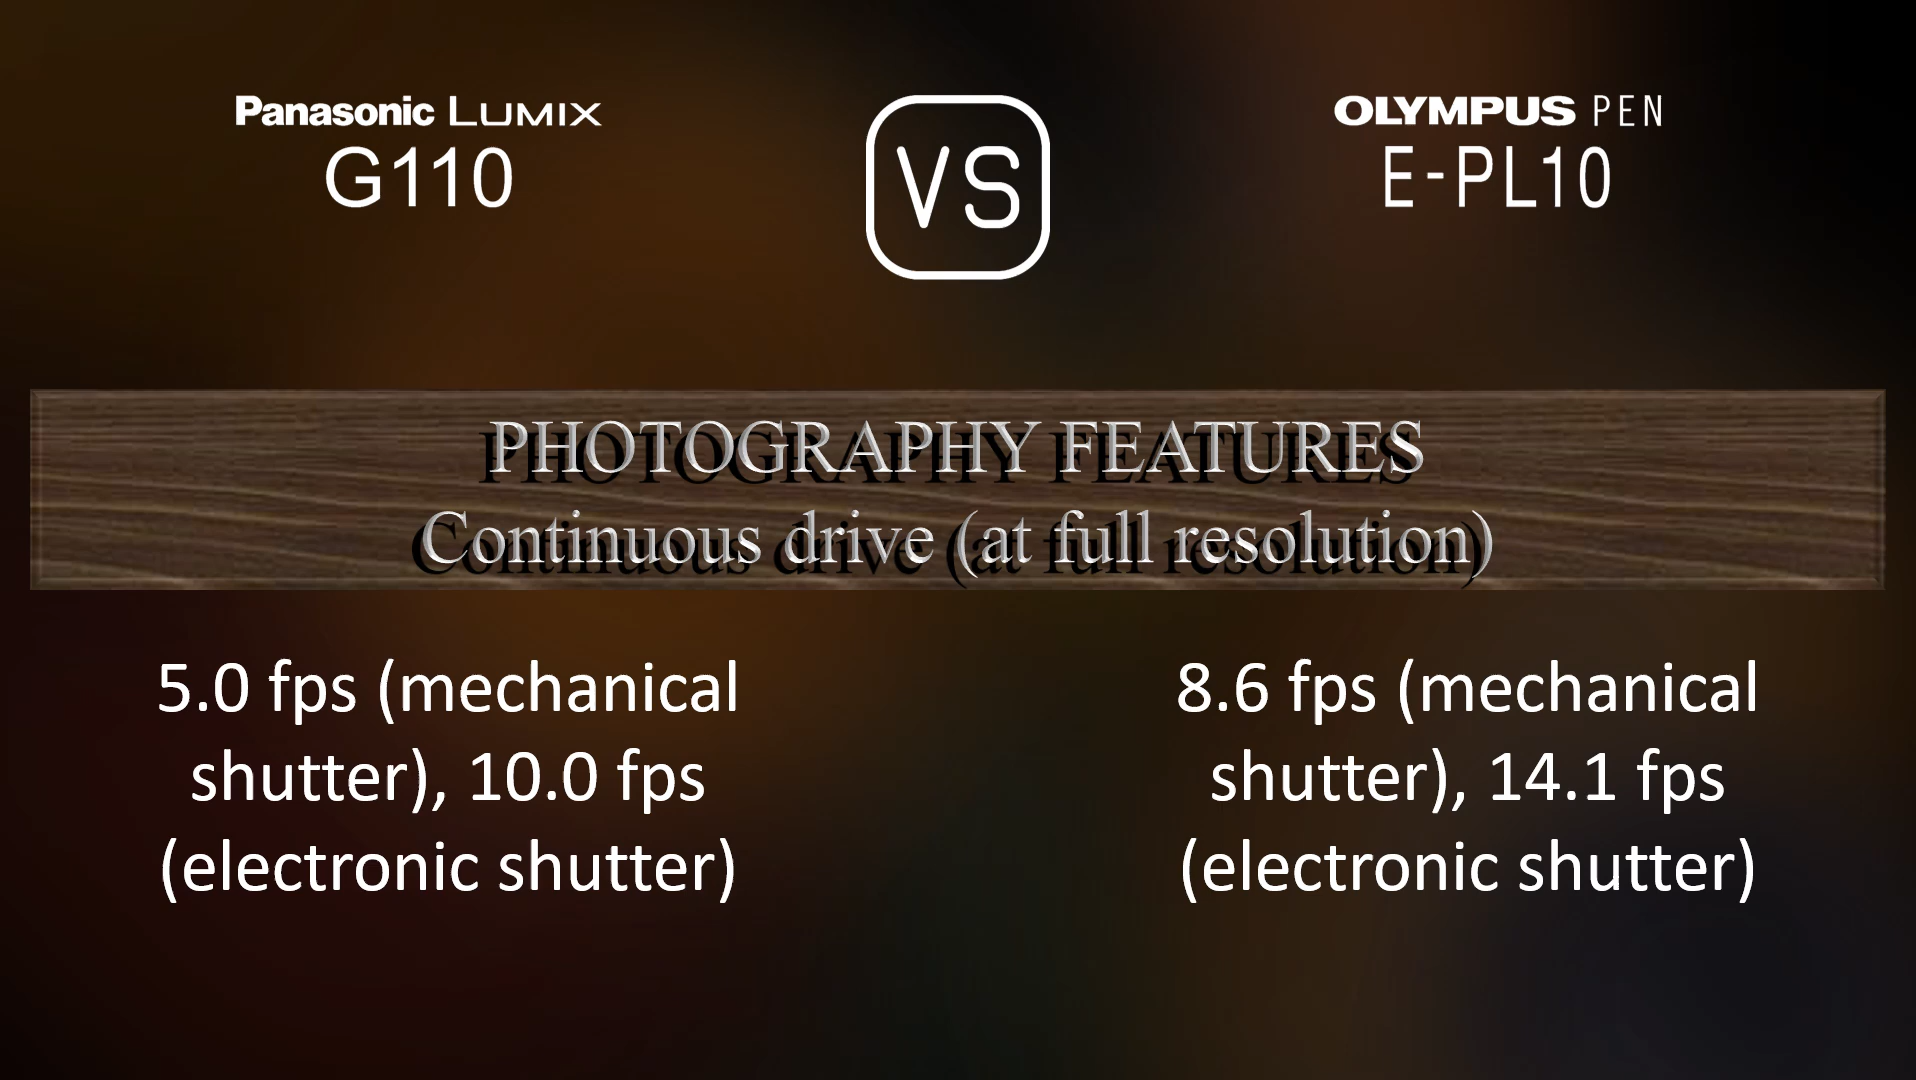 Panasonic LUMIX
G110
VS
OLYMPUS PEN
E-PL10
PHOTOGRAPHY FEATURES
Continuous drive (at full resolution)
5.0 fps (mechanical
shutter), 10.0 fps
(electronic shutter)
8.6 fps (mechanical
shutter), 14.1 fps
(electronic shutter)